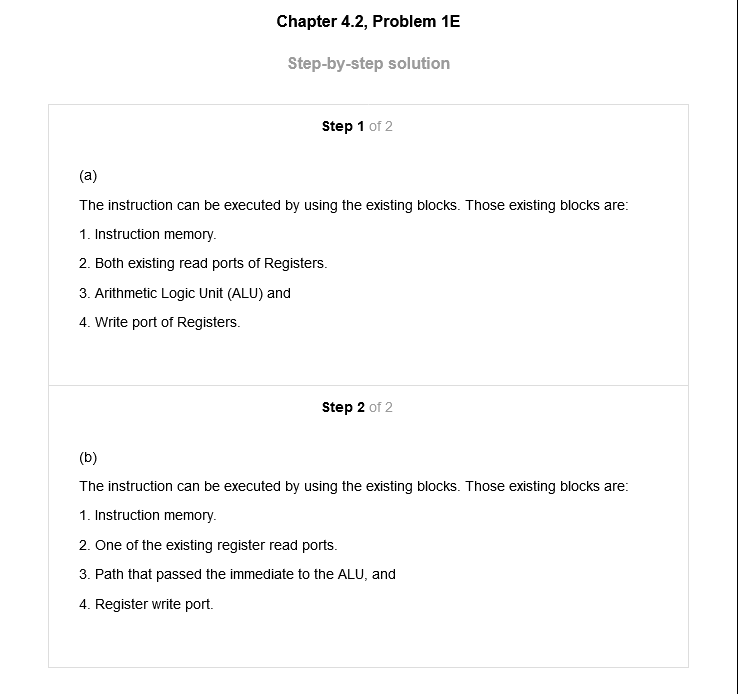 Chapter 4.2, Problem 1E
Step-by-step solution
Step 1 of 2
(a)
The instruction can be executed by using the existing blocks. Those existing blocks are:
1. Instruction memory.
2. Both existing read ports of Registers.
3. Arithmetic Logic Unit (ALU) and
4. Write port of Registers.
Step 2 of 2
(b)
The instruction can be executed by using the existing blocks. Those existing blocks are:
1. Instruction memory.
2. One of the existing register read ports.
3. Path that passed the immediate to the ALU, and
4. Register write port.